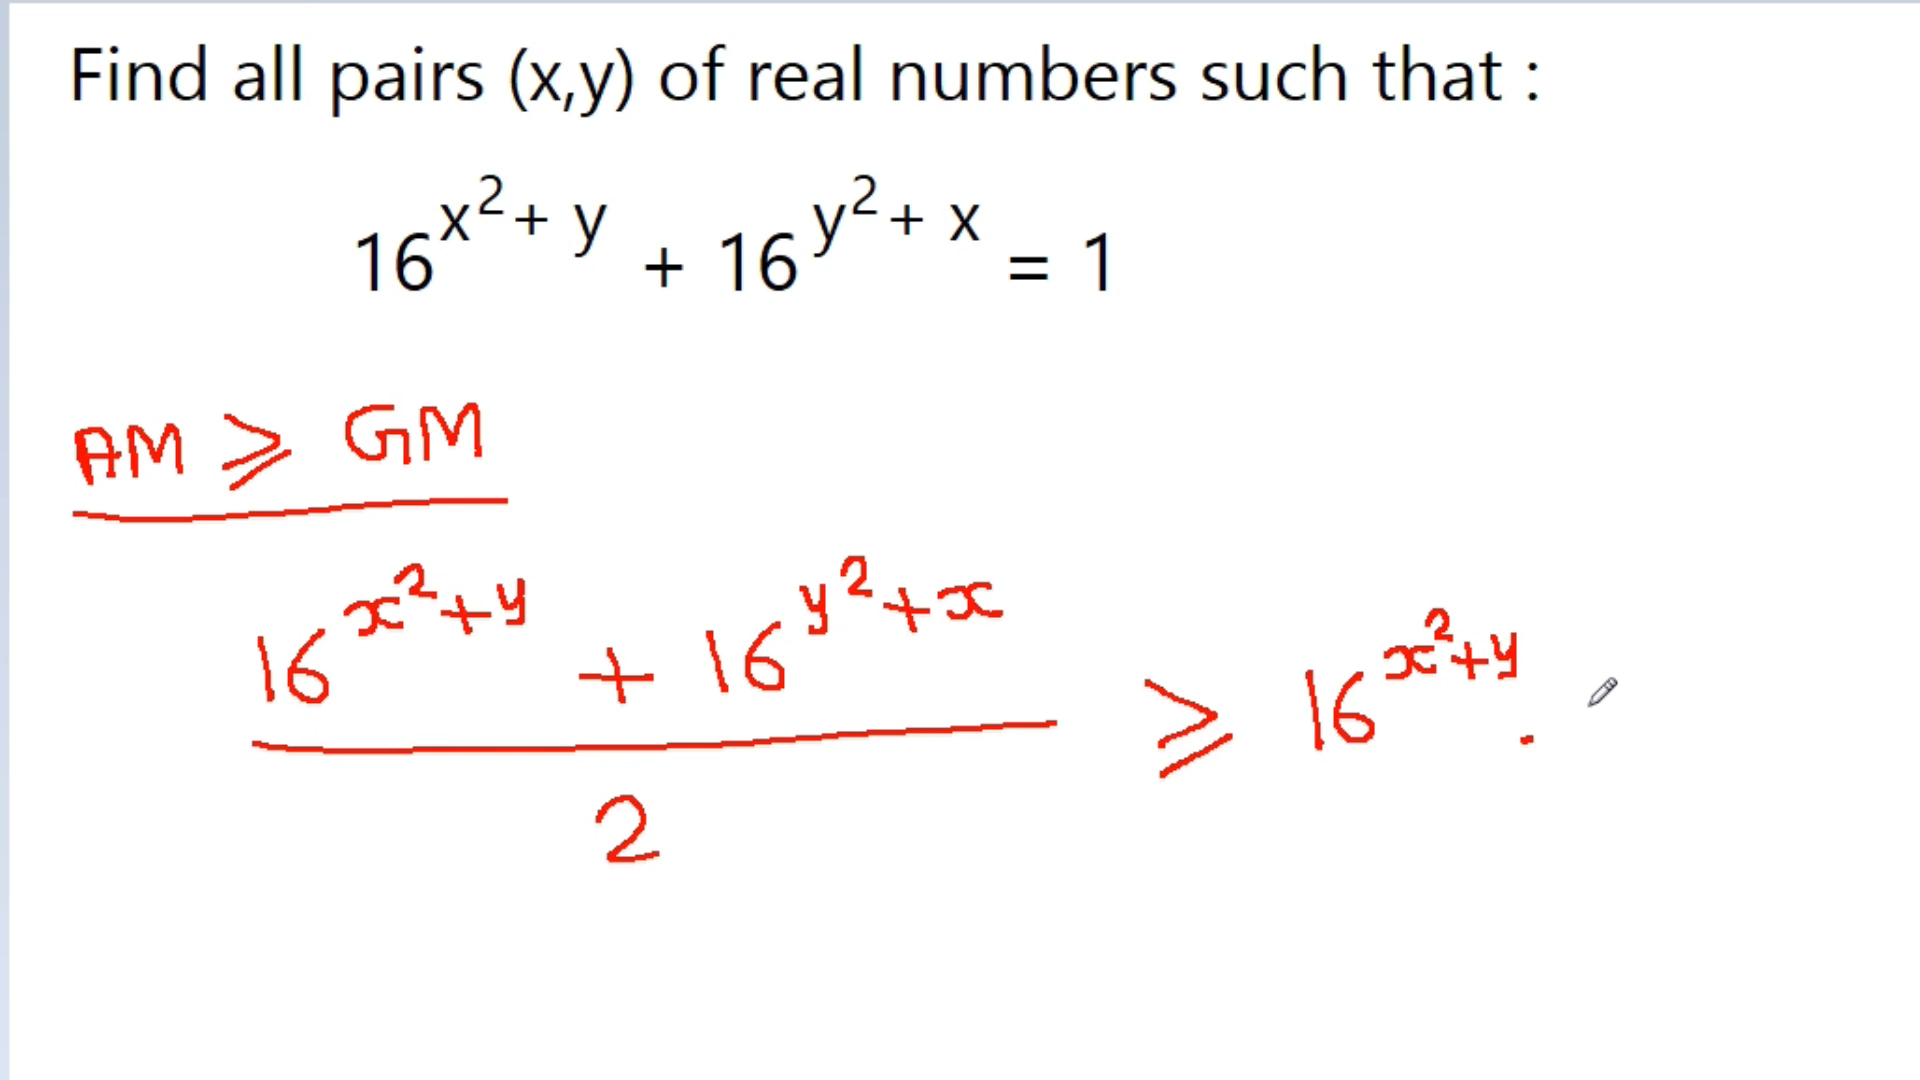 Find all pairs (x,y) of real numbers such that :
16^{x²+ y} + 16^{y²+ x} = 1
AM ⩾ GM
16^{x²+y} + 16^{y²+x} ⩾ 16^{x²+y} .
2